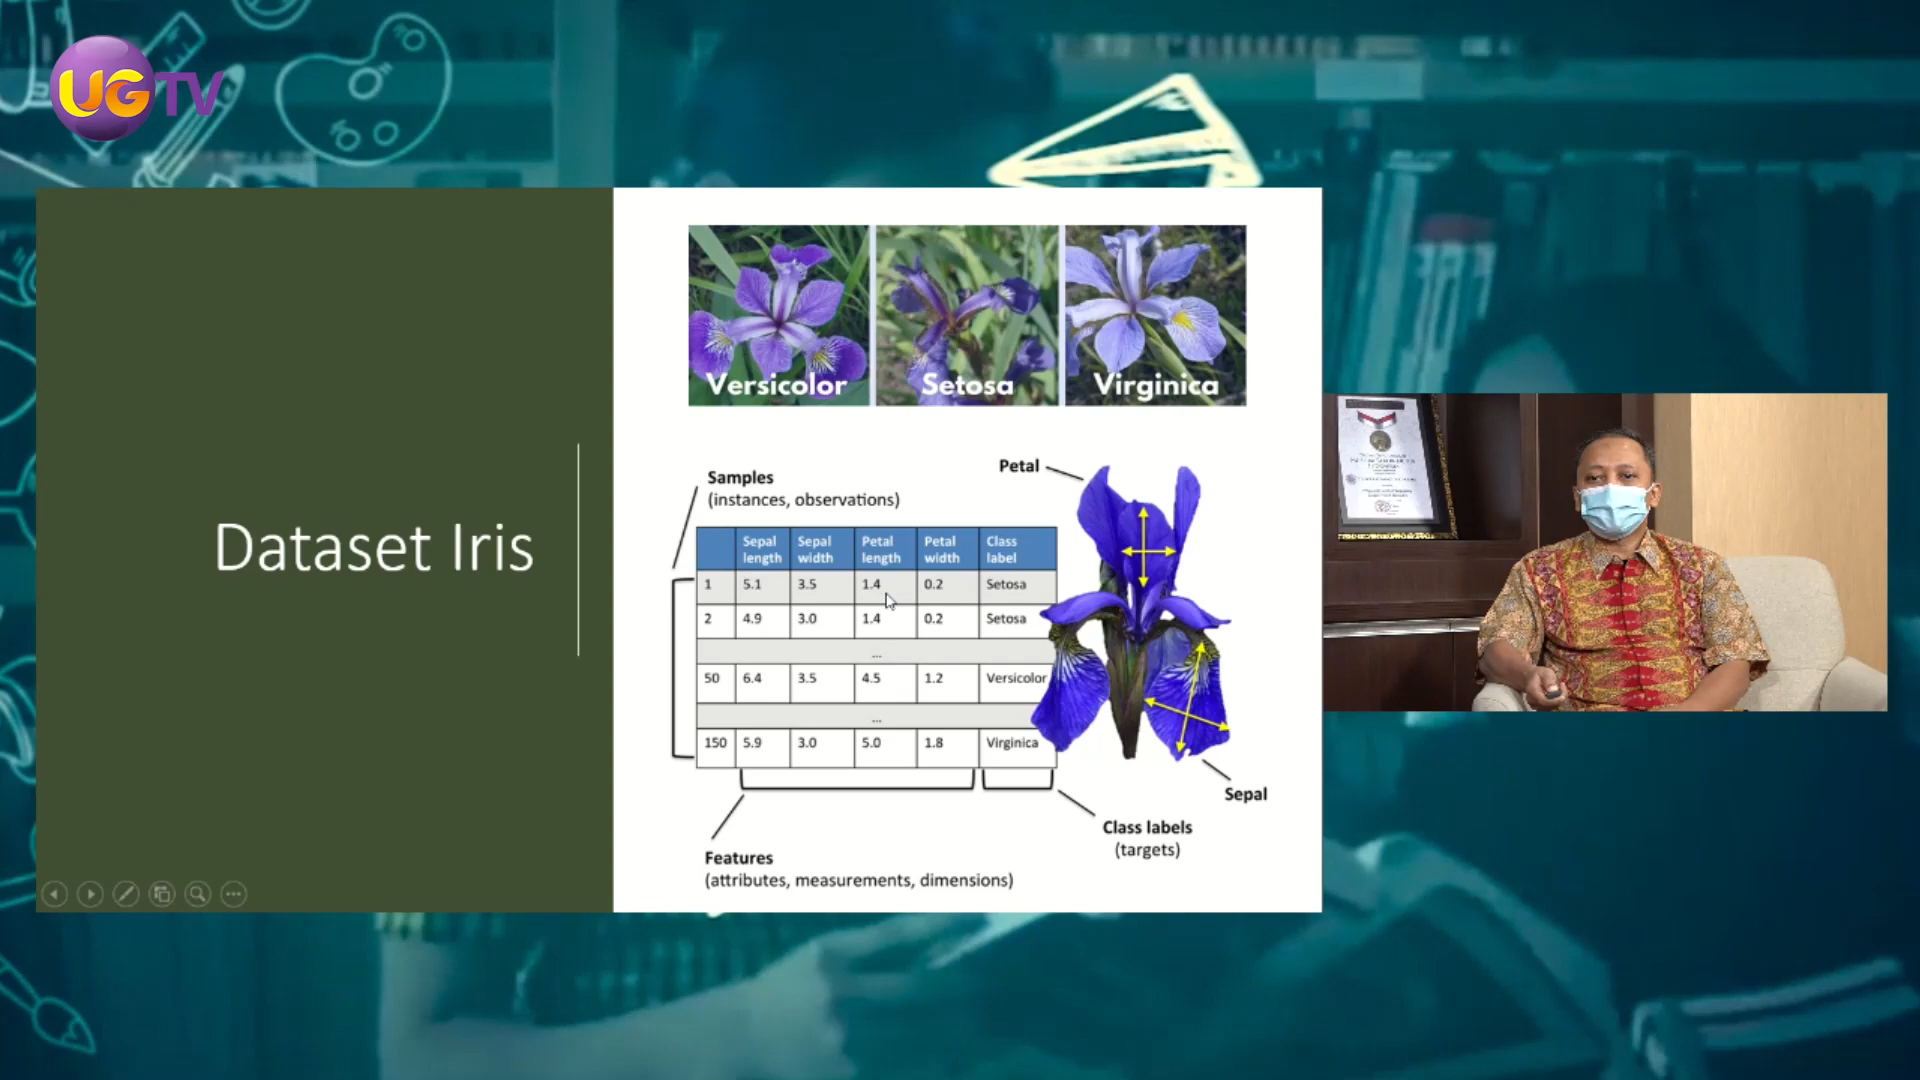 UGTV
Versicolor
Setosa
Virginica
Dataset Iris
Samples
(instances, observations)
Petal
Sepal length Sepal width Petal length Petal width Class label
1 5.1 3.5 1.4 0.2 Setosa
2 4.9 3.0 1.4 0.2 Setosa
...
50 6.4 3.5 4.5 1.2 Versicolor
...
150 5.9 3.0 5.0 1.8 Virginica
Sepal
Class labels
(targets)
Features
(attributes, measurements, dimensions)